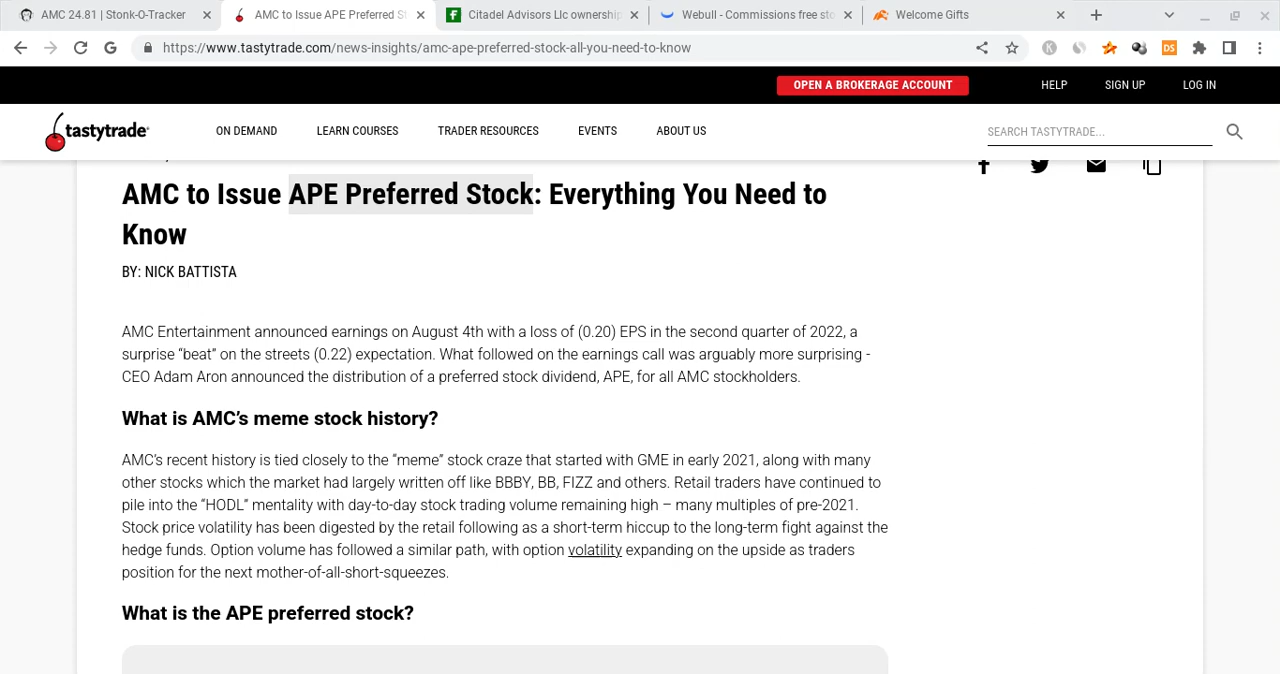 AMC 24.81 | Stonk-O-Tracker
AMC to Issue APE Preferred St
Citadel Advisors Llc ownership
Webull - Commissions free sto
Welcome Gifts
https://www.tastytrade.com/news-insights/amc-ape-preferred-stock-all-you-need-to-know
DS
OPEN A BROKERAGE ACCOUNT
HELP
SIGN UP
LOG IN
tastytrade
ON DEMAND
LEARN COURSES
TRADER RESOURCES
EVENTS
ABOUT US
SEARCH TASTYTRADE...
AMC to Issue APE Preferred Stock: Everything You Need to
Know
BY: NICK BATTISTA
AMC Entertainment announced earnings on August 4th with a loss of (0.20) EPS in the second quarter of 2022, a
surprise “beat” on the streets (0.22) expectation. What followed on the earnings call was arguably more surprising -
CEO Adam Aron announced the distribution of a preferred stock dividend, APE, for all AMC stockholders.
What is AMC’s meme stock history?
AMC’s recent history is tied closely to the “meme” stock craze that started with GME in early 2021, along with many
other stocks which the market had largely written off like BBBY, BB, FIZZ and others. Retail traders have continued to
pile into the “HODL” mentality with day-to-day stock trading volume remaining high – many multiples of pre-2021.
Stock price volatility has been digested by the retail following as a short-term hiccup to the long-term fight against the
hedge funds. Option volume has followed a similar path, with option volatility expanding on the upside as traders
position for the next mother-of-all-short-squeezes.
What is the APE preferred stock?